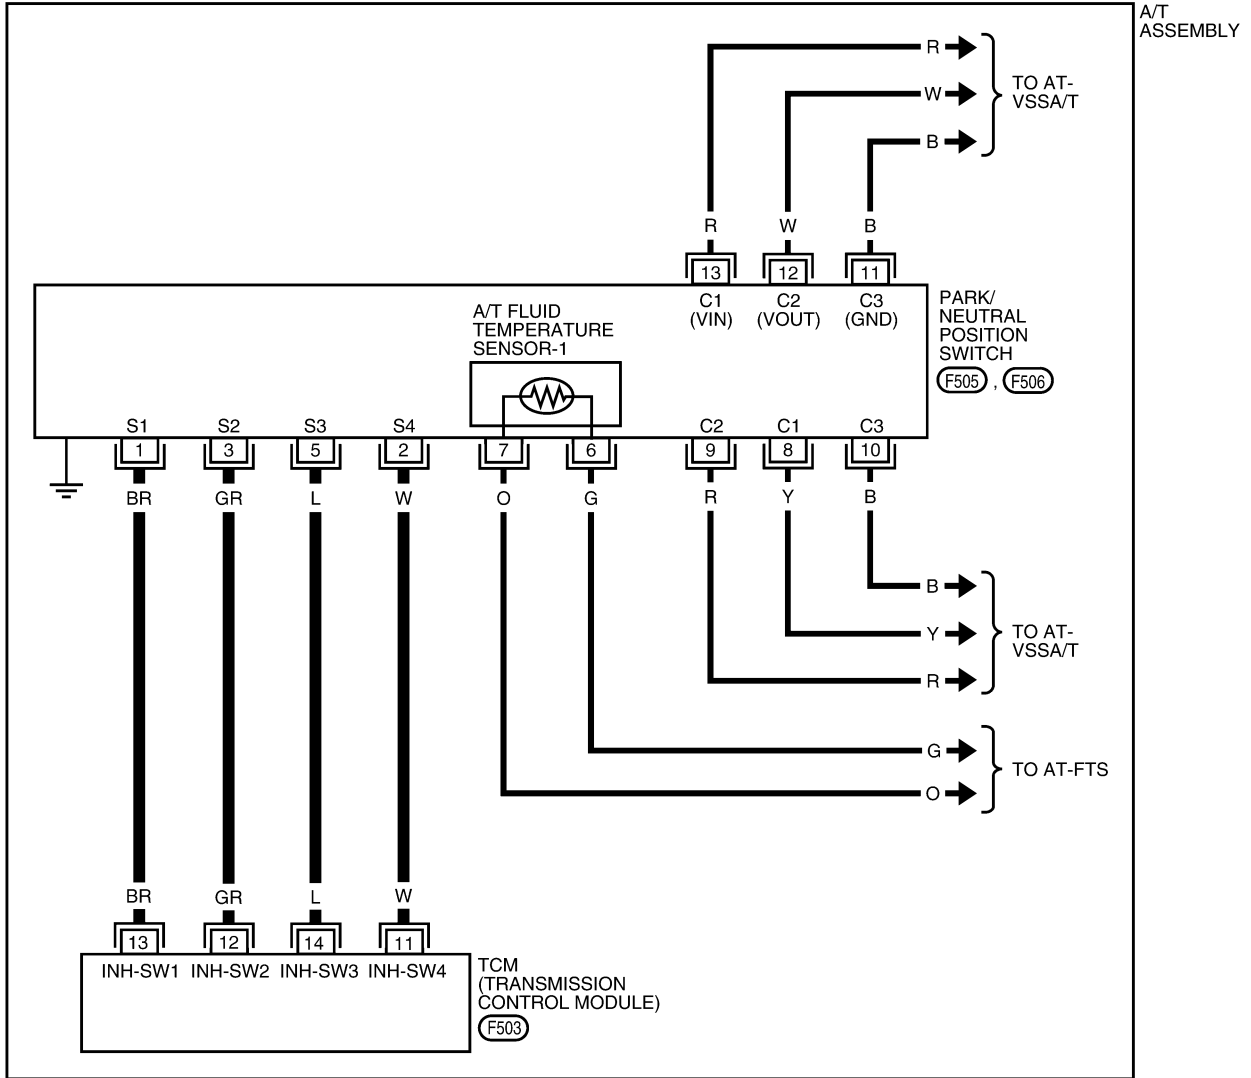 A/T
ASSEMBLY
R
W
B
TO AT-
VSSA/T
R W B
13 12 11
C1 C2 C3
(VIN) (VOUT) (GND)
PARK/
NEUTRAL
POSITION
SWITCH
F505 , F506
A/T FLUID
TEMPERATURE
SENSOR-1
S1 S2 S3 S4 C2 C1 C3
1 3 5 2 7 6 9 8 10
BR GR L W O G R Y B
B
Y
R
TO AT-
VSSA/T
G
O
TO AT-FTS
BR GR L W
13 12 14 11
INH-SW1 INH-SW2 INH-SW3 INH-SW4
TCM
(TRANSMISSION
CONTROL MODULE)
F503